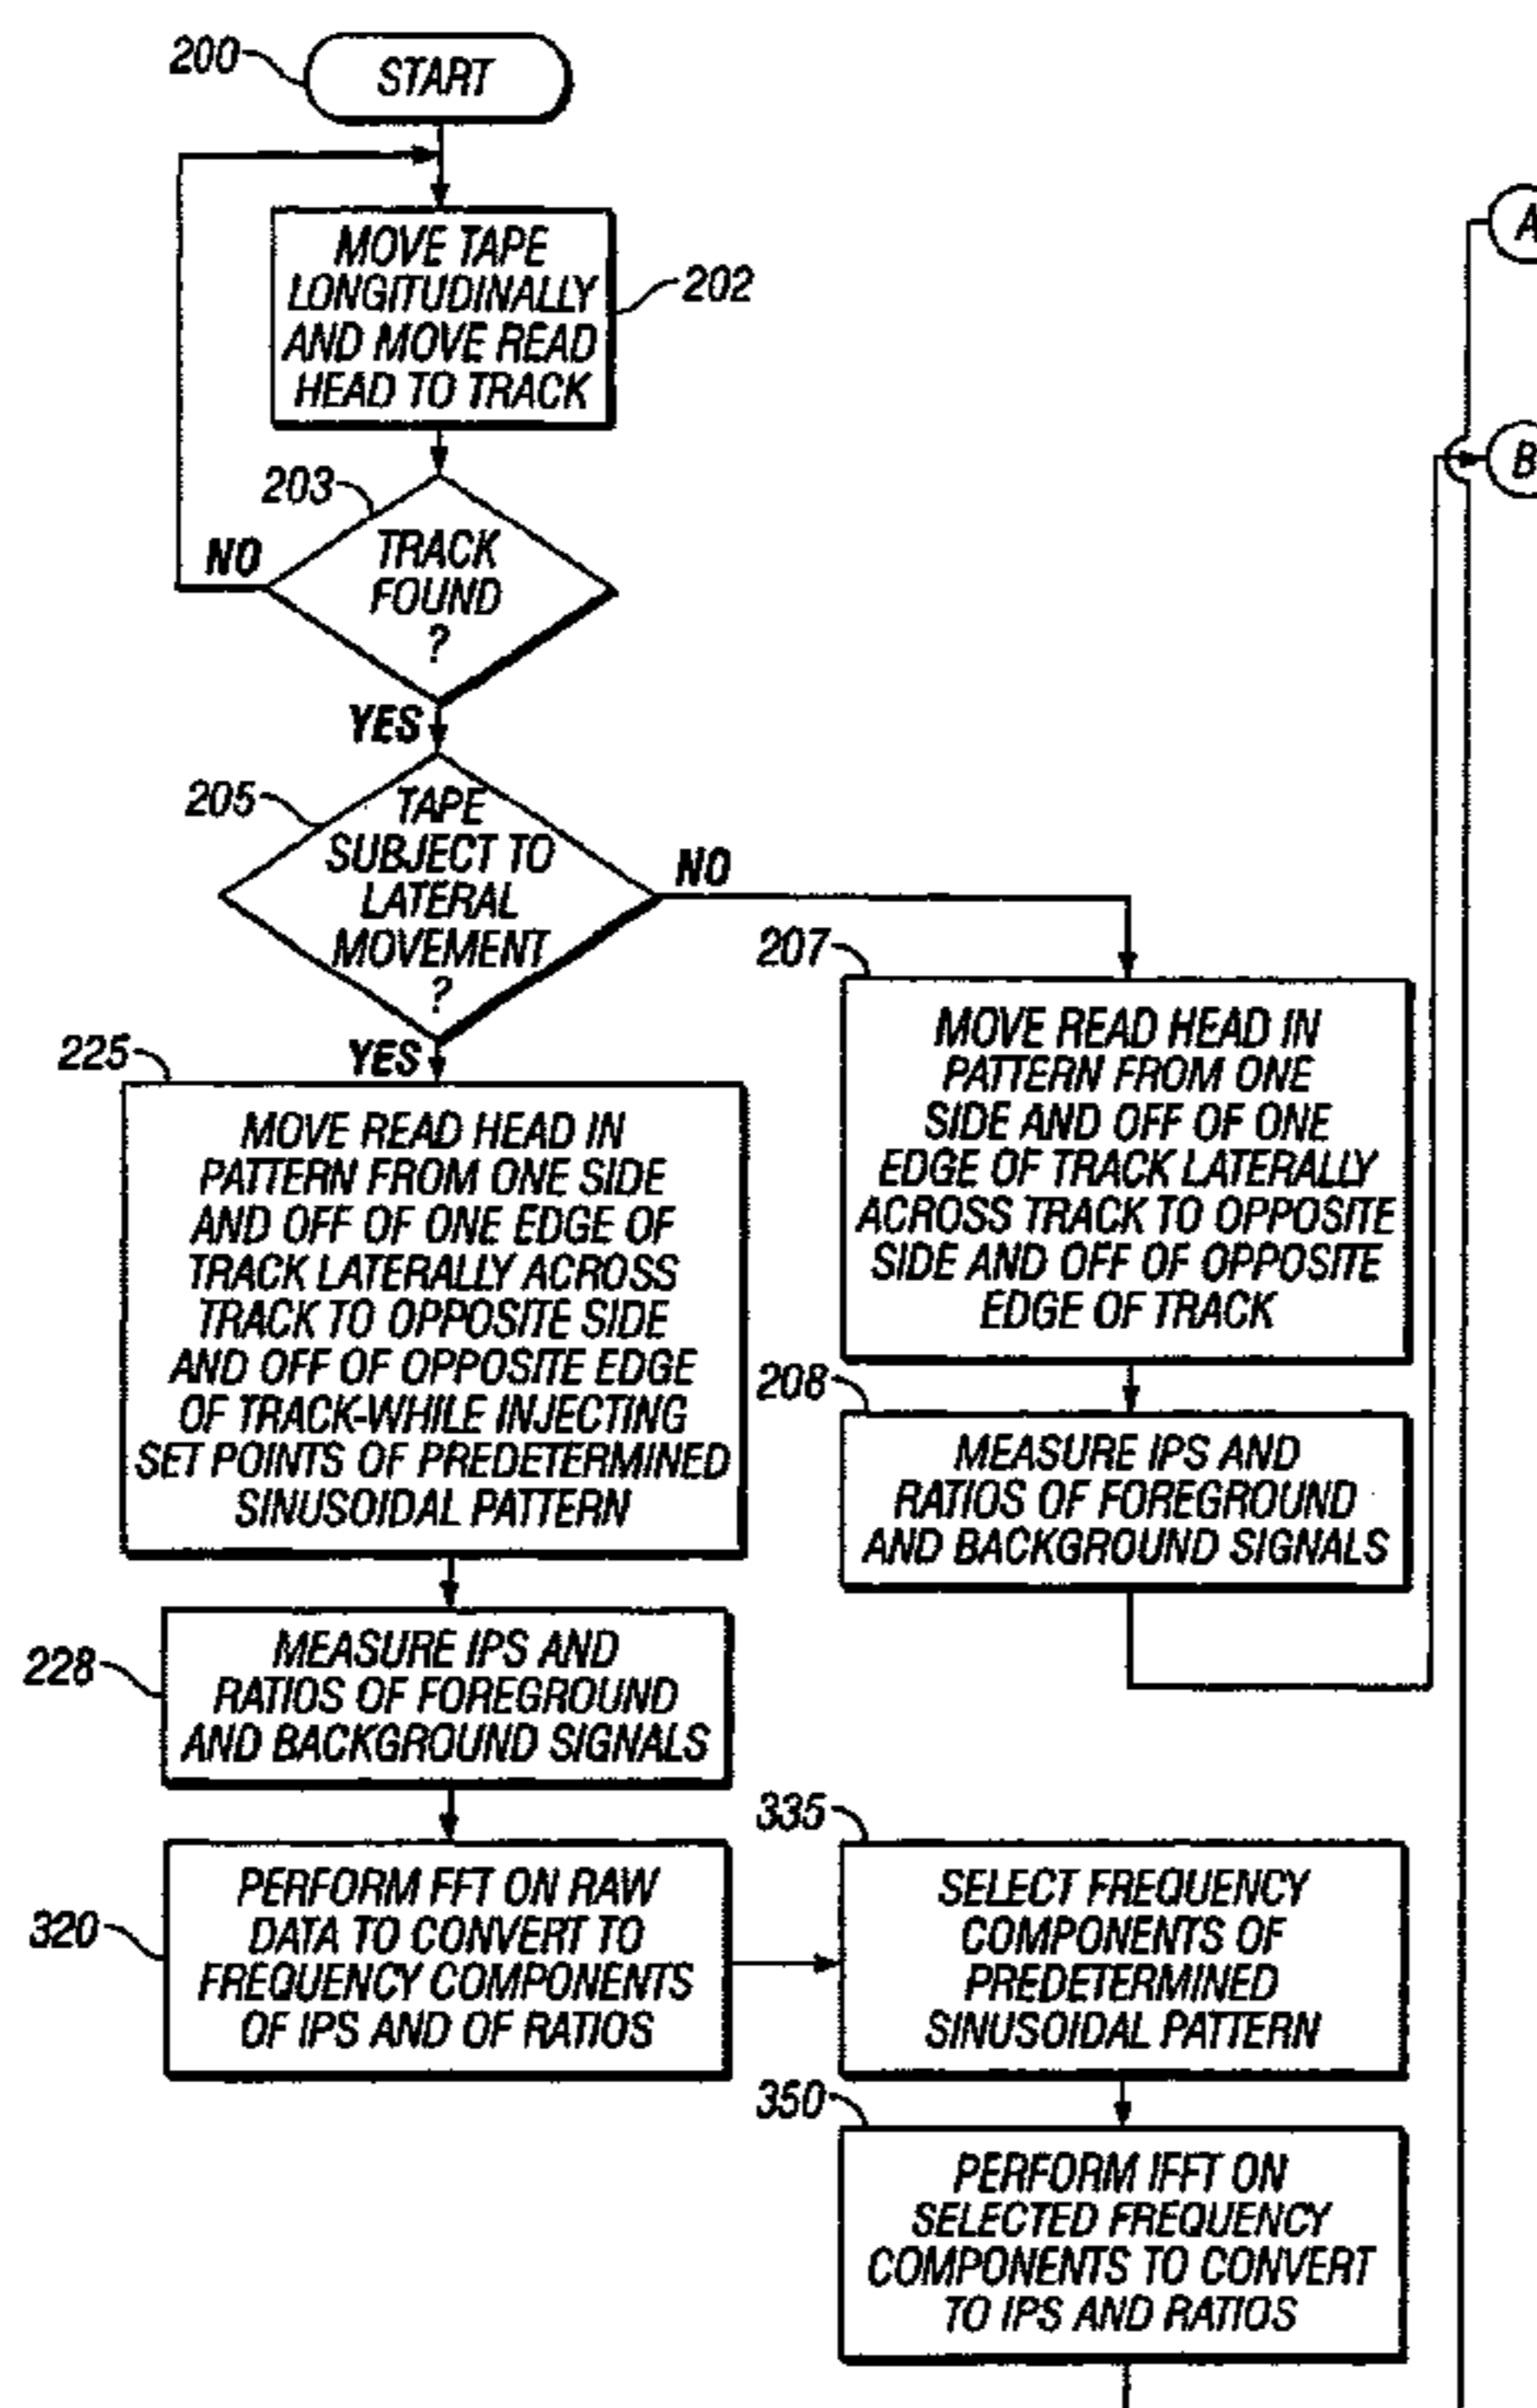 200
START
MOVE TAPE
LONGITUDINALLY
AND MOVE READ
HEAD TO TRACK
202
A
B
203
TRACK
FOUND
?
NO
YES
205
TAPE
SUBJECT TO
LATERAL
MOVEMENT
?
NO
YES
207
MOVE READ HEAD IN
PATTERN FROM ONE
SIDE AND OFF OF ONE
EDGE OF TRACK LATERALLY
ACROSS TRACK TO OPPOSITE
SIDE AND OFF OF OPPOSITE
EDGE OF TRACK
208
MEASURE IPS AND
RATIOS OF FOREGROUND
AND BACKGROUND SIGNALS
225
MOVE READ HEAD IN
PATTERN FROM ONE SIDE
AND OFF OF ONE EDGE OF
TRACK LATERALLY ACROSS
TRACK TO OPPOSITE SIDE
AND OFF OF OPPOSITE EDGE
OF TRACK-WHILE INJECTING
SET POINTS OF PREDETERMINED
SINUSOIDAL PATTERN
228
MEASURE IPS AND
RATIOS OF FOREGROUND
AND BACKGROUND SIGNALS
320
PERFORM FFT ON RAW
DATA TO CONVERT TO
FREQUENCY COMPONENTS
OF IPS AND OF RATIOS
335
SELECT FREQUENCY
COMPONENTS OF
PREDETERMINED
SINUSOIDAL PATTERN
350
PERFORM IFFT ON
SELECTED FREQUENCY
COMPONENTS TO CONVERT
TO IPS AND RATIOS